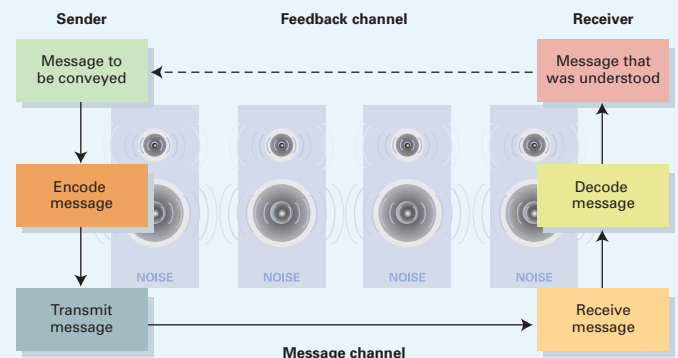 Sender
Feedback channel
Receiver
Message to
be conveyed
Message that
was understood
Encode
message
Decode
message
NOISE
NOISE
NOISE
NOISE
Transmit
message
Receive
message
Message channel